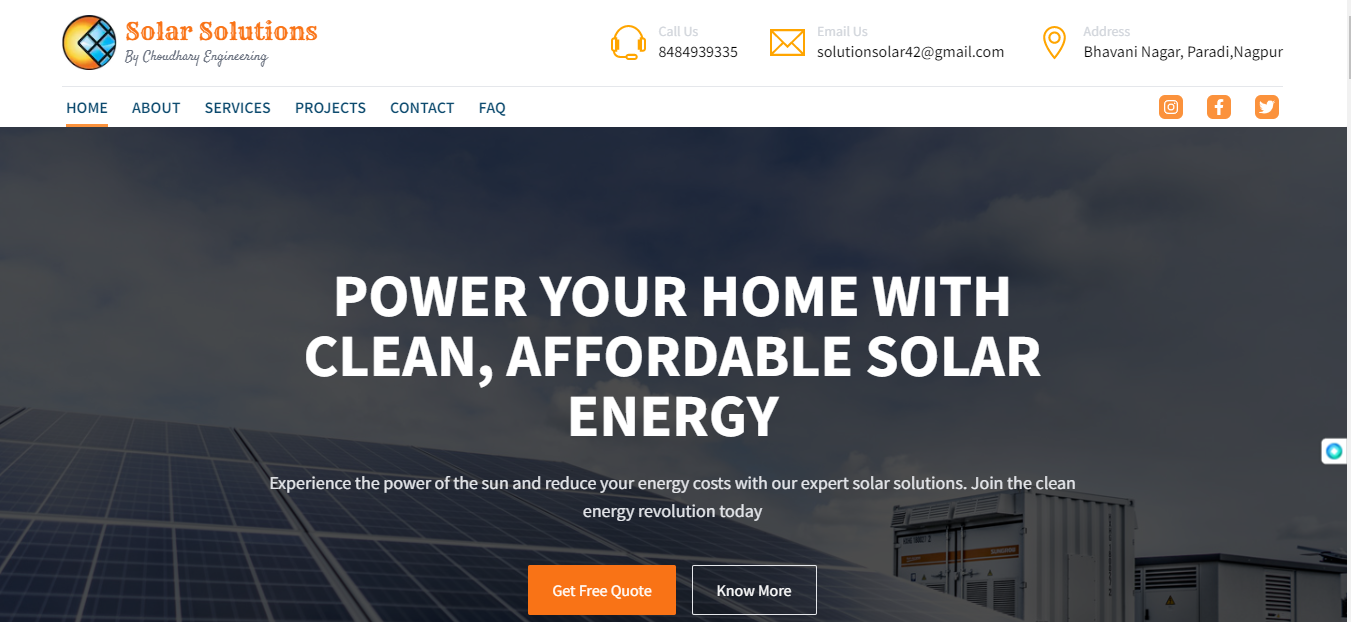 Solar Solutions
By Choudhary Engineering
Call Us
8484939335
Email Us
solutionsolar42@gmail.com
Address
Bhavani Nagar, Paradi,Nagpur
HOME ABOUT SERVICES PROJECTS CONTACT FAQ
POWER YOUR HOME WITH
CLEAN, AFFORDABLE SOLAR
ENERGY
Experience the power of the sun and reduce your energy costs with our expert solar solutions. Join the clean
energy revolution today
Get Free Quote Know More